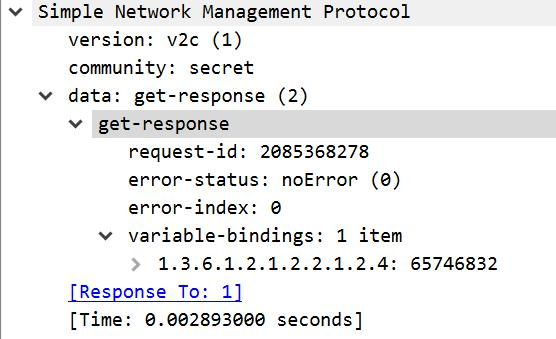 Simple Network Management Protocol
version: v2c (1)
community: secret
data: get-response (2)
get-response
request-id: 2085368278
error-status: noError (0)
error-index: 0
variable-bindings: 1 item
1.3.6.1.2.1.2.2.1.2.4: 65746832
[Response To: 1]
[Time: 0.002893000 seconds]